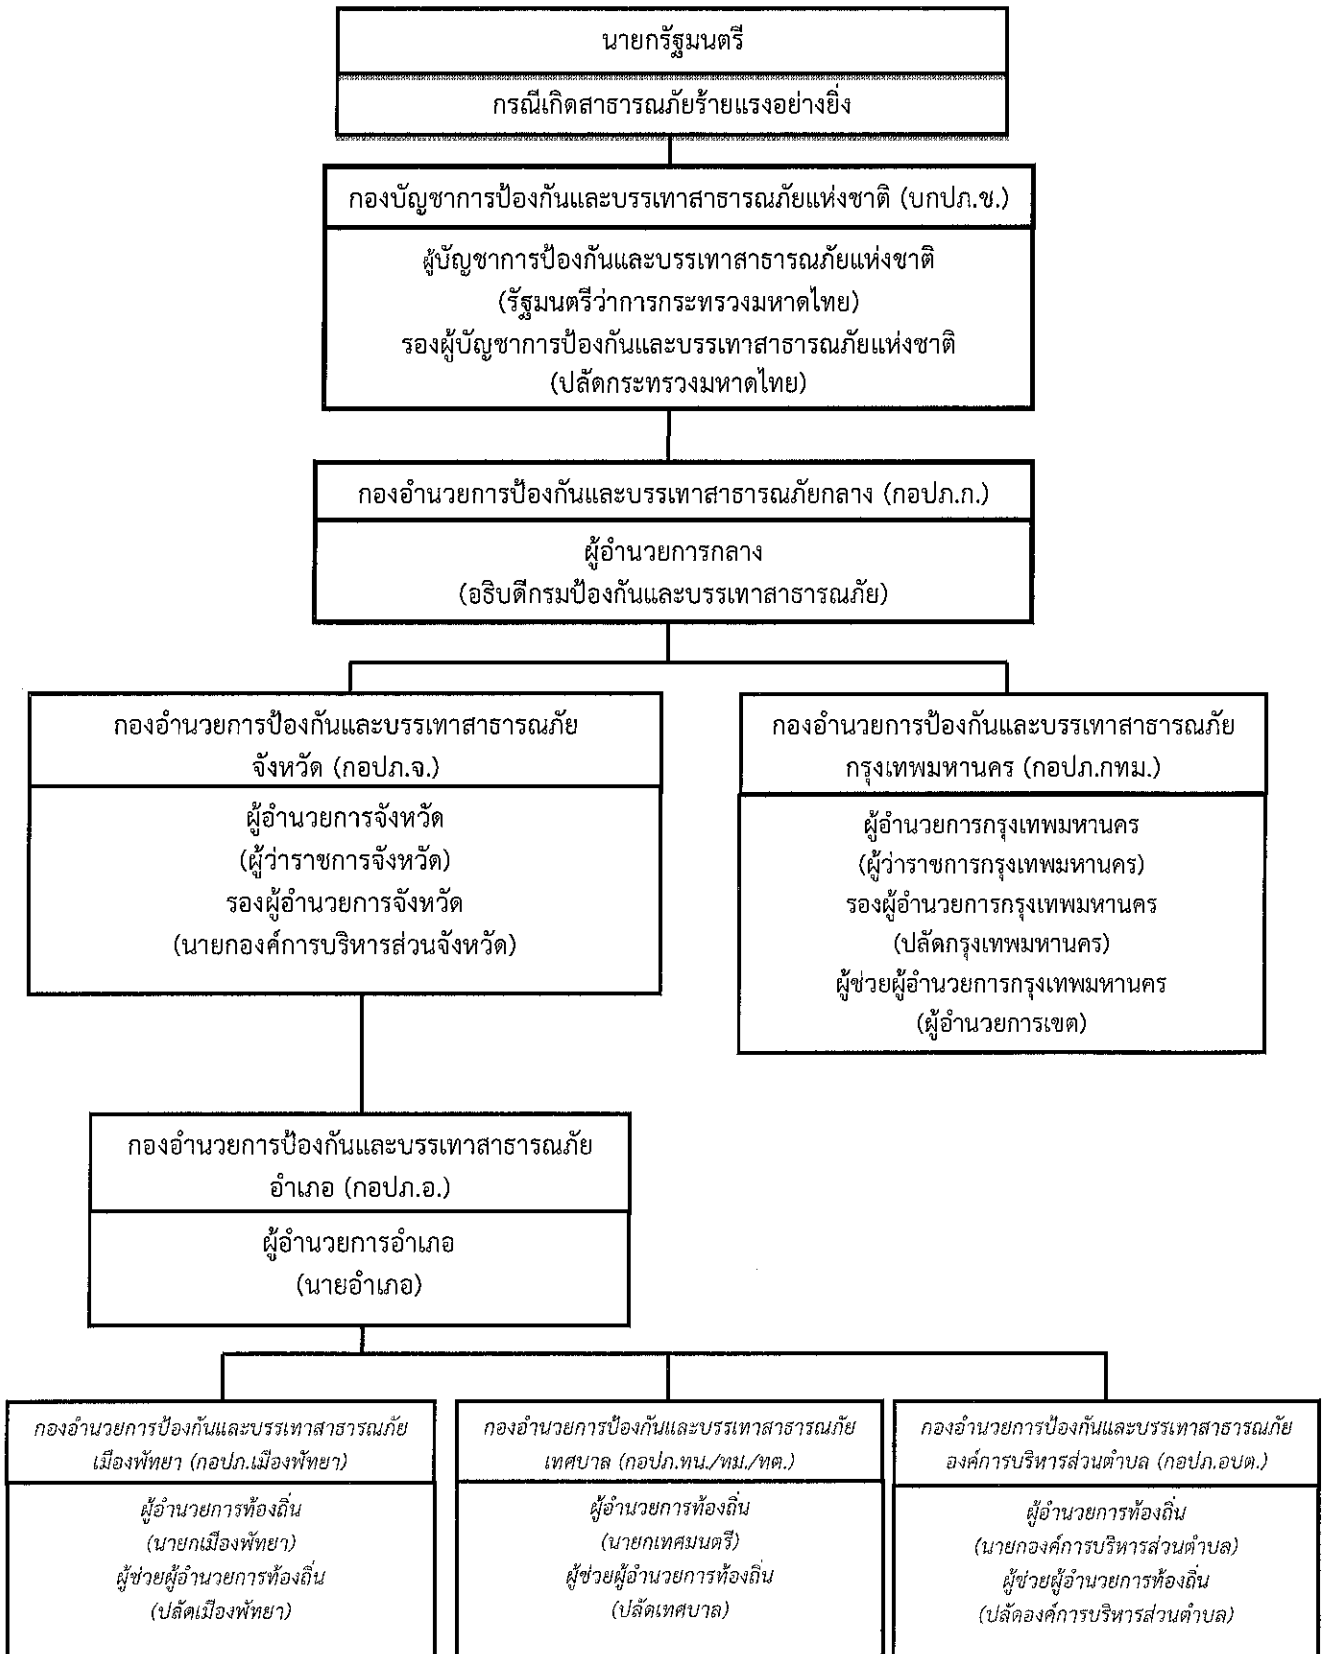 นายกรัฐมนตรี
กรณีเกิดสาธารณภัยร้ายแรงอย่างยิ่ง
กองบัญชาการป้องกันและบรรเทาสาธารณภัยแห่งชาติ (บกปภ.ช.)
ผู้บัญชาการป้องกันและบรรเทาสาธารณภัยแห่งชาติ
(รัฐมนตรีว่าการกระทรวงมหาดไทย)
รองผู้บัญชาการป้องกันและบรรเทาสาธารณภัยแห่งชาติ
(ปลัดกระทรวงมหาดไทย)
กองอำนวยการป้องกันและบรรเทาสาธารณภัยกลาง (กอปภ.ก.)
ผู้อำนวยการกลาง
(อธิบดีกรมป้องกันและบรรเทาสาธารณภัย)
กองอำนวยการป้องกันและบรรเทาสาธารณภัย
จังหวัด (กอปภ.จ.)
ผู้อำนวยการจังหวัด
(ผู้ว่าราชการจังหวัด)
รองผู้อำนวยการจังหวัด
(นายกองค์การบริหารส่วนจังหวัด)
กองอำนวยการป้องกันและบรรเทาสาธารณภัย
กรุงเทพมหานคร (กอปภ.กทม.)
ผู้อำนวยการกรุงเทพมหานคร
(ผู้ว่าราชการกรุงเทพมหานคร)
รองผู้อำนวยการกรุงเทพมหานคร
(ปลัดกรุงเทพมหานคร)
ผู้ช่วยผู้อำนวยการกรุงเทพมหานคร
(ผู้อำนวยการเขต)
กองอำนวยการป้องกันและบรรเทาสาธารณภัย
อำเภอ (กอปภ.อ.)
ผู้อำนวยการอำเภอ
(นายอำเภอ)
กองอำนวยการป้องกันและบรรเทาสาธารณภัย
เมืองพัทยา (กอปภ.เมืองพัทยา)
ผู้อำนวยการท้องถิ่น
(นายกเมืองพัทยา)
ผู้ช่วยผู้อำนวยการท้องถิ่น
(ปลัดเมืองพัทยา)
กองอำนวยการป้องกันและบรรเทาสาธารณภัย
เทศบาล (กอปภ.ทน./ทม./ทต.)
ผู้อำนวยการท้องถิ่น
(นายกเทศมนตรี)
ผู้ช่วยผู้อำนวยการท้องถิ่น
(ปลัดเทศบาล)
กองอำนวยการป้องกันและบรรเทาสาธารณภัย
องค์การบริหารส่วนตำบล (กอปภ.อบต.)
ผู้อำนวยการท้องถิ่น
(นายกองค์การบริหารส่วนตำบล)
ผู้ช่วยผู้อำนวยการท้องถิ่น
(ปลัดองค์การบริหารส่วนตำบล)